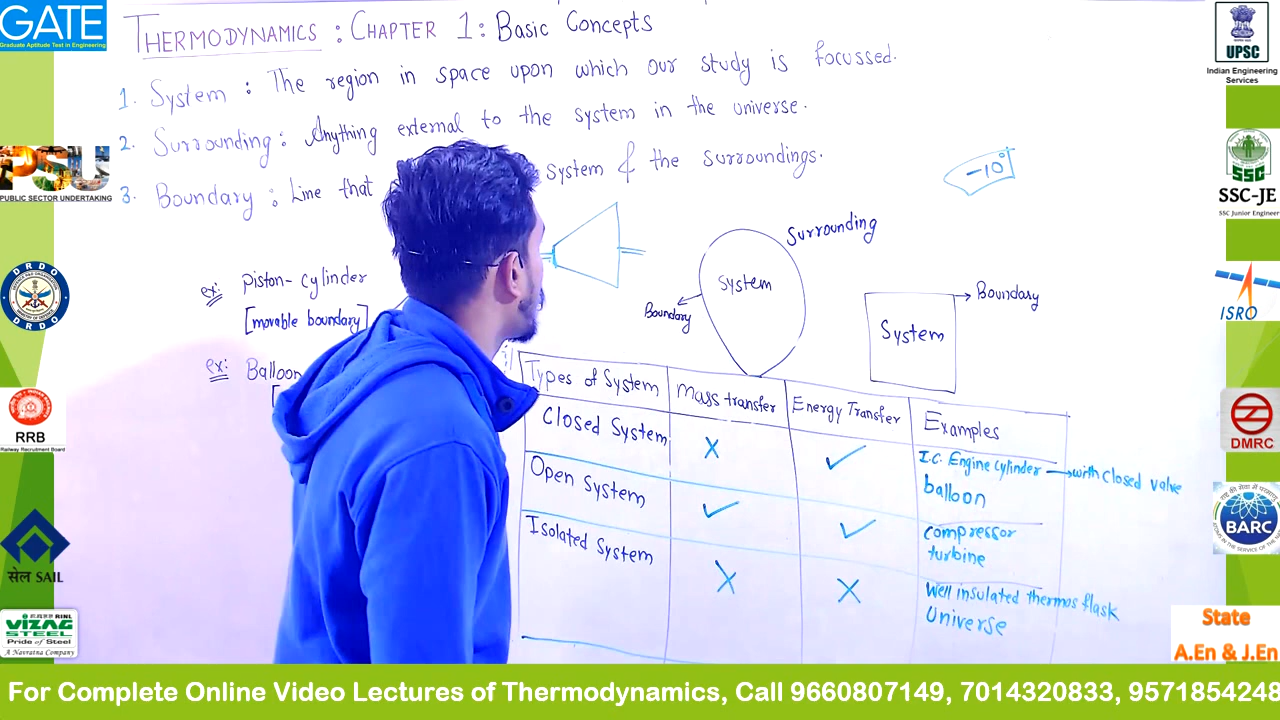 GATE
Graduate Aptitude Test in Engineering
THERMODYNAMICS : CHAPTER 1 : Basic Concepts
1. System : The region in space upon which our study is focussed.
2. Surrounding : Anything external to the system in the universe.
3. Boundary : Line that system & the surroundings.
-10°
ex: Piston-cylinder
[movable boundary]
ex: Balloon
[
Surrounding
System
Boundary
System
Boundary
Types of System Mass transfer Energy Transfer Examples
Closed System X ✓ I.C. Engine cylinder → with closed valve
balloon
Open System ✓ ✓ compressor
turbine
Isolated System X X Well insulated thermos flask
Universe
PSU
PUBLIC SECTOR UNDERTAKING
DRDO
RRB
Railway Recruitment Board
सेल SAIL
RINL
VIZAG
STEEL
Pride of Steel
A Navratna Company
UPSC
Indian Engineering
Services
SSC
SSC-JE
SSC Junior Engineer
ISRO
DMRC
BARC
State
A.En & J.En
For Complete Online Video Lectures of Thermodynamics, Call 9660807149, 7014320833, 9571854248